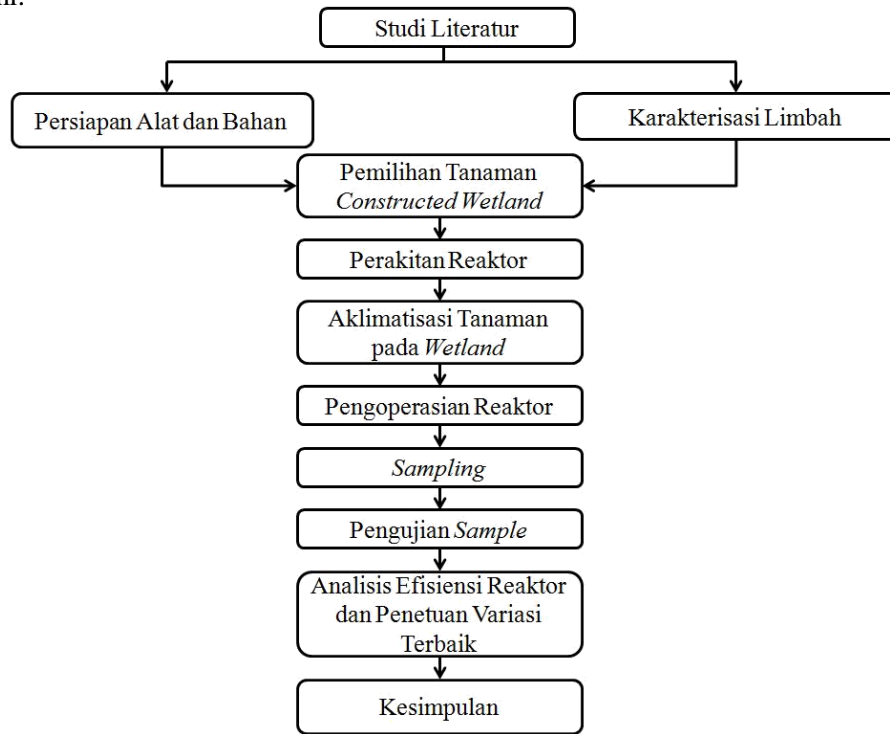 Studi Literatur
Persiapan Alat dan Bahan
Karakterisasi Limbah
Pemilihan Tanaman
Constructed Wetland
Perakitan Reaktor
Aklimatisasi Tanaman
pada Wetland
Pengoperasian Reaktor
Sampling
Pengujian Sample
Analisis Efisiensi Reaktor
dan Penetuan Variasi
Terbaik
Kesimpulan